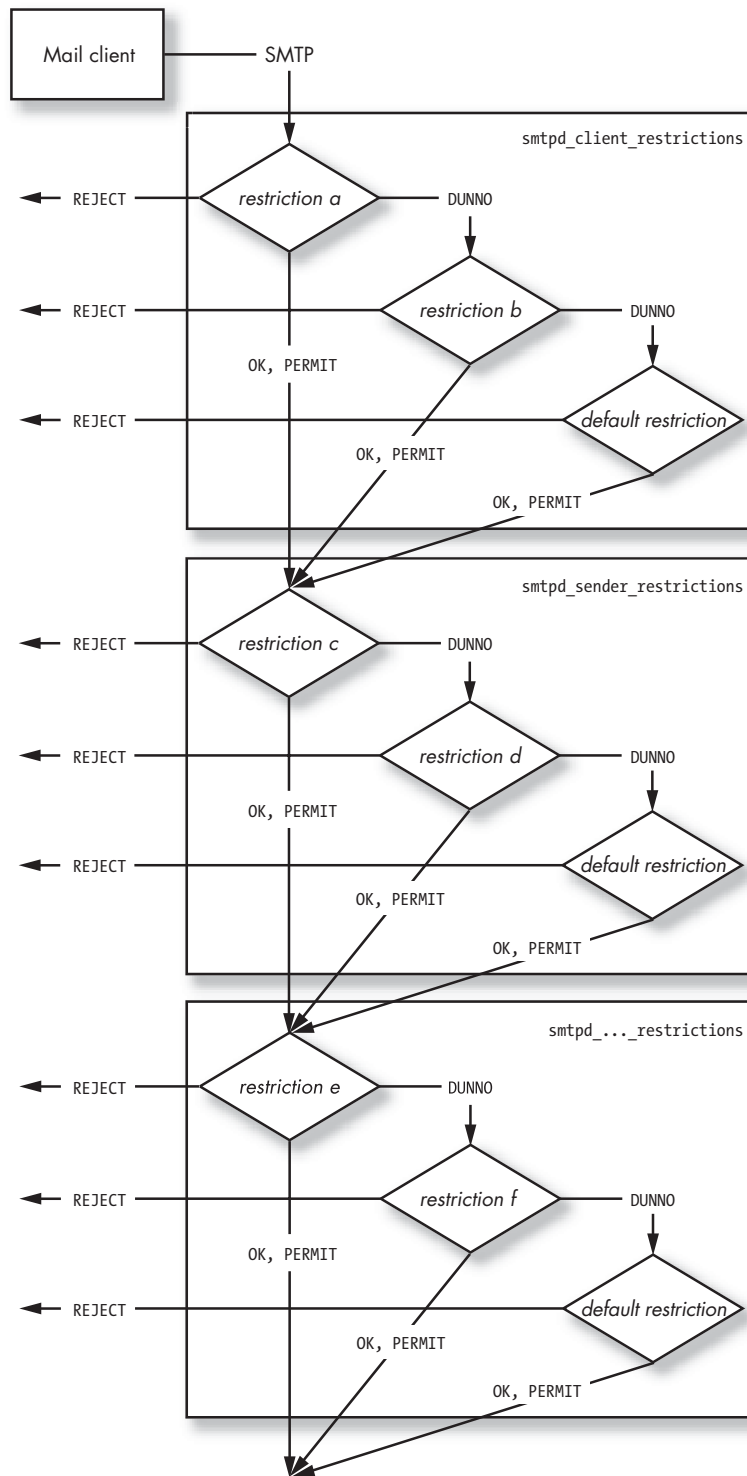 Mail client
SMTP
smtpd_client_restrictions
REJECT
restriction a
DUNNO
REJECT
restriction b
DUNNO
OK, PERMIT
REJECT
default restriction
OK, PERMIT
OK, PERMIT
smtpd_sender_restrictions
REJECT
restriction c
DUNNO
REJECT
restriction d
DUNNO
OK, PERMIT
REJECT
default restriction
OK, PERMIT
OK, PERMIT
smtpd_..._restrictions
REJECT
restriction e
DUNNO
REJECT
restriction f
DUNNO
OK, PERMIT
REJECT
default restriction
OK, PERMIT
OK, PERMIT